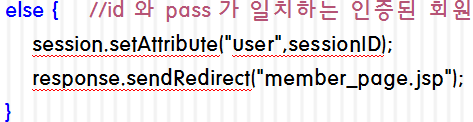 else {   //id 와 pass 가 일치하는 인증된 회원
session.setAttribute("user",sessionID);
response.sendRedirect("member_page.jsp");
}